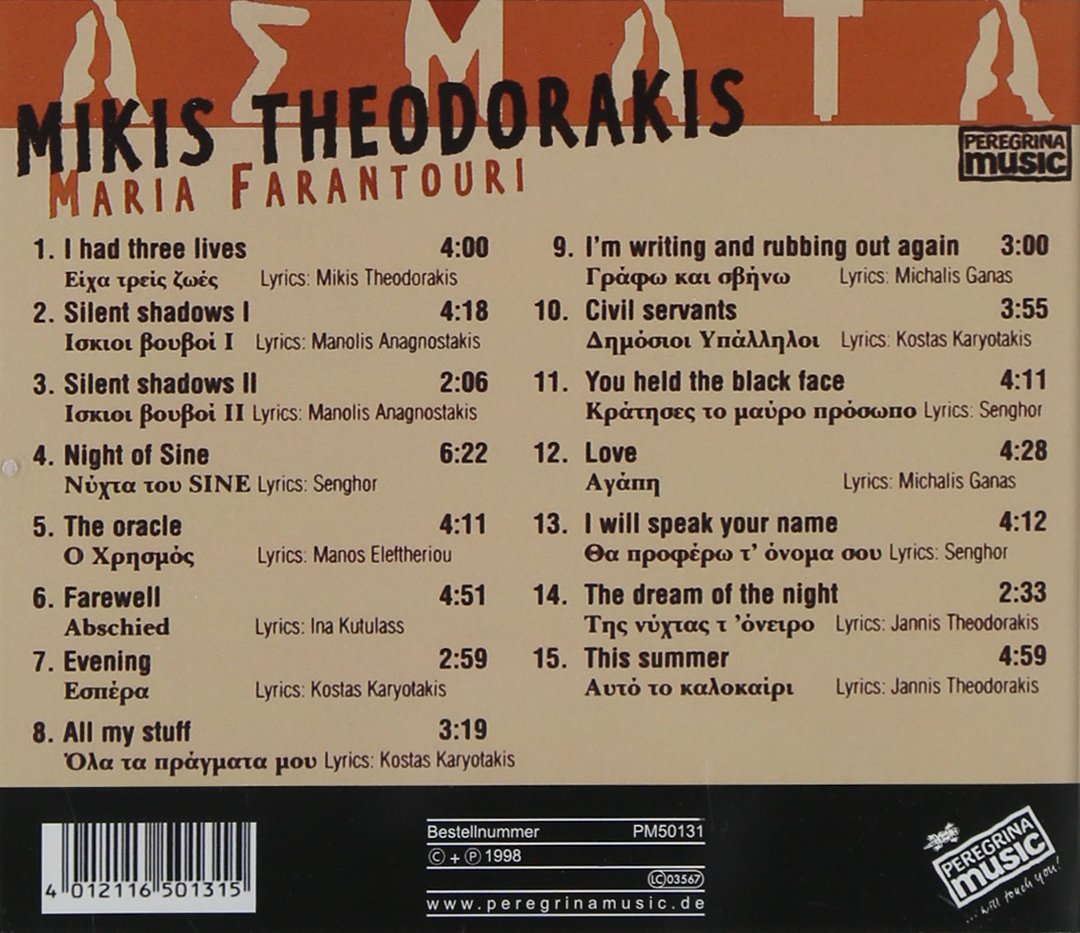 ΑΣΜΑΤΑ
MIKIS THEODORAKIS
MARIA FARANTOURI
PEREGRINA
music
1. I had three lives 4:00
Είχα τρείς ζωές Lyrics: Mikis Theodorakis
2. Silent shadows I 4:18
Ισκιοι βουβοί I Lyrics: Manolis Anagnostakis
3. Silent shadows II 2:06
Ισκιοι βουβοί II Lyrics: Manolis Anagnostakis
4. Night of Sine 6:22
Νύχτα του SINE Lyrics: Senghor
5. The oracle 4:11
Ο Χρησμός Lyrics: Manos Eleftheriou
6. Farewell 4:51
Abschied Lyrics: Ina Kutulass
7. Evening 2:59
Εσπέρα Lyrics: Kostas Karyotakis
8. All my stuff 3:19
Όλα τα πράγματα μου Lyrics: Kostas Karyotakis
9. I'm writing and rubbing out again 3:00
Γράφω και σβήνω Lyrics: Michalis Ganas
10. Civil servants 3:55
Δημόσιοι Υπάλληλοι Lyrics: Kostas Karyotakis
11. You held the black face 4:11
Κράτησες το μαύρο πρόσωπο Lyrics: Senghor
12. Love 4:28
Αγάπη Lyrics: Michalis Ganas
13. I will speak your name 4:12
Θα προφέρω τ' όνομα σου Lyrics: Senghor
14. The dream of the night 2:33
Της νύχτας τ 'όνειρο Lyrics: Jannis Theodorakis
15. This summer 4:59
Αυτό το καλοκαίρι Lyrics: Jannis Theodorakis
4 012116 501315
Bestellnummer PM50131
© + ℗ 1998
LC 03567
www.peregrinamusic.de
PEREGRINA
music
...will touch you!